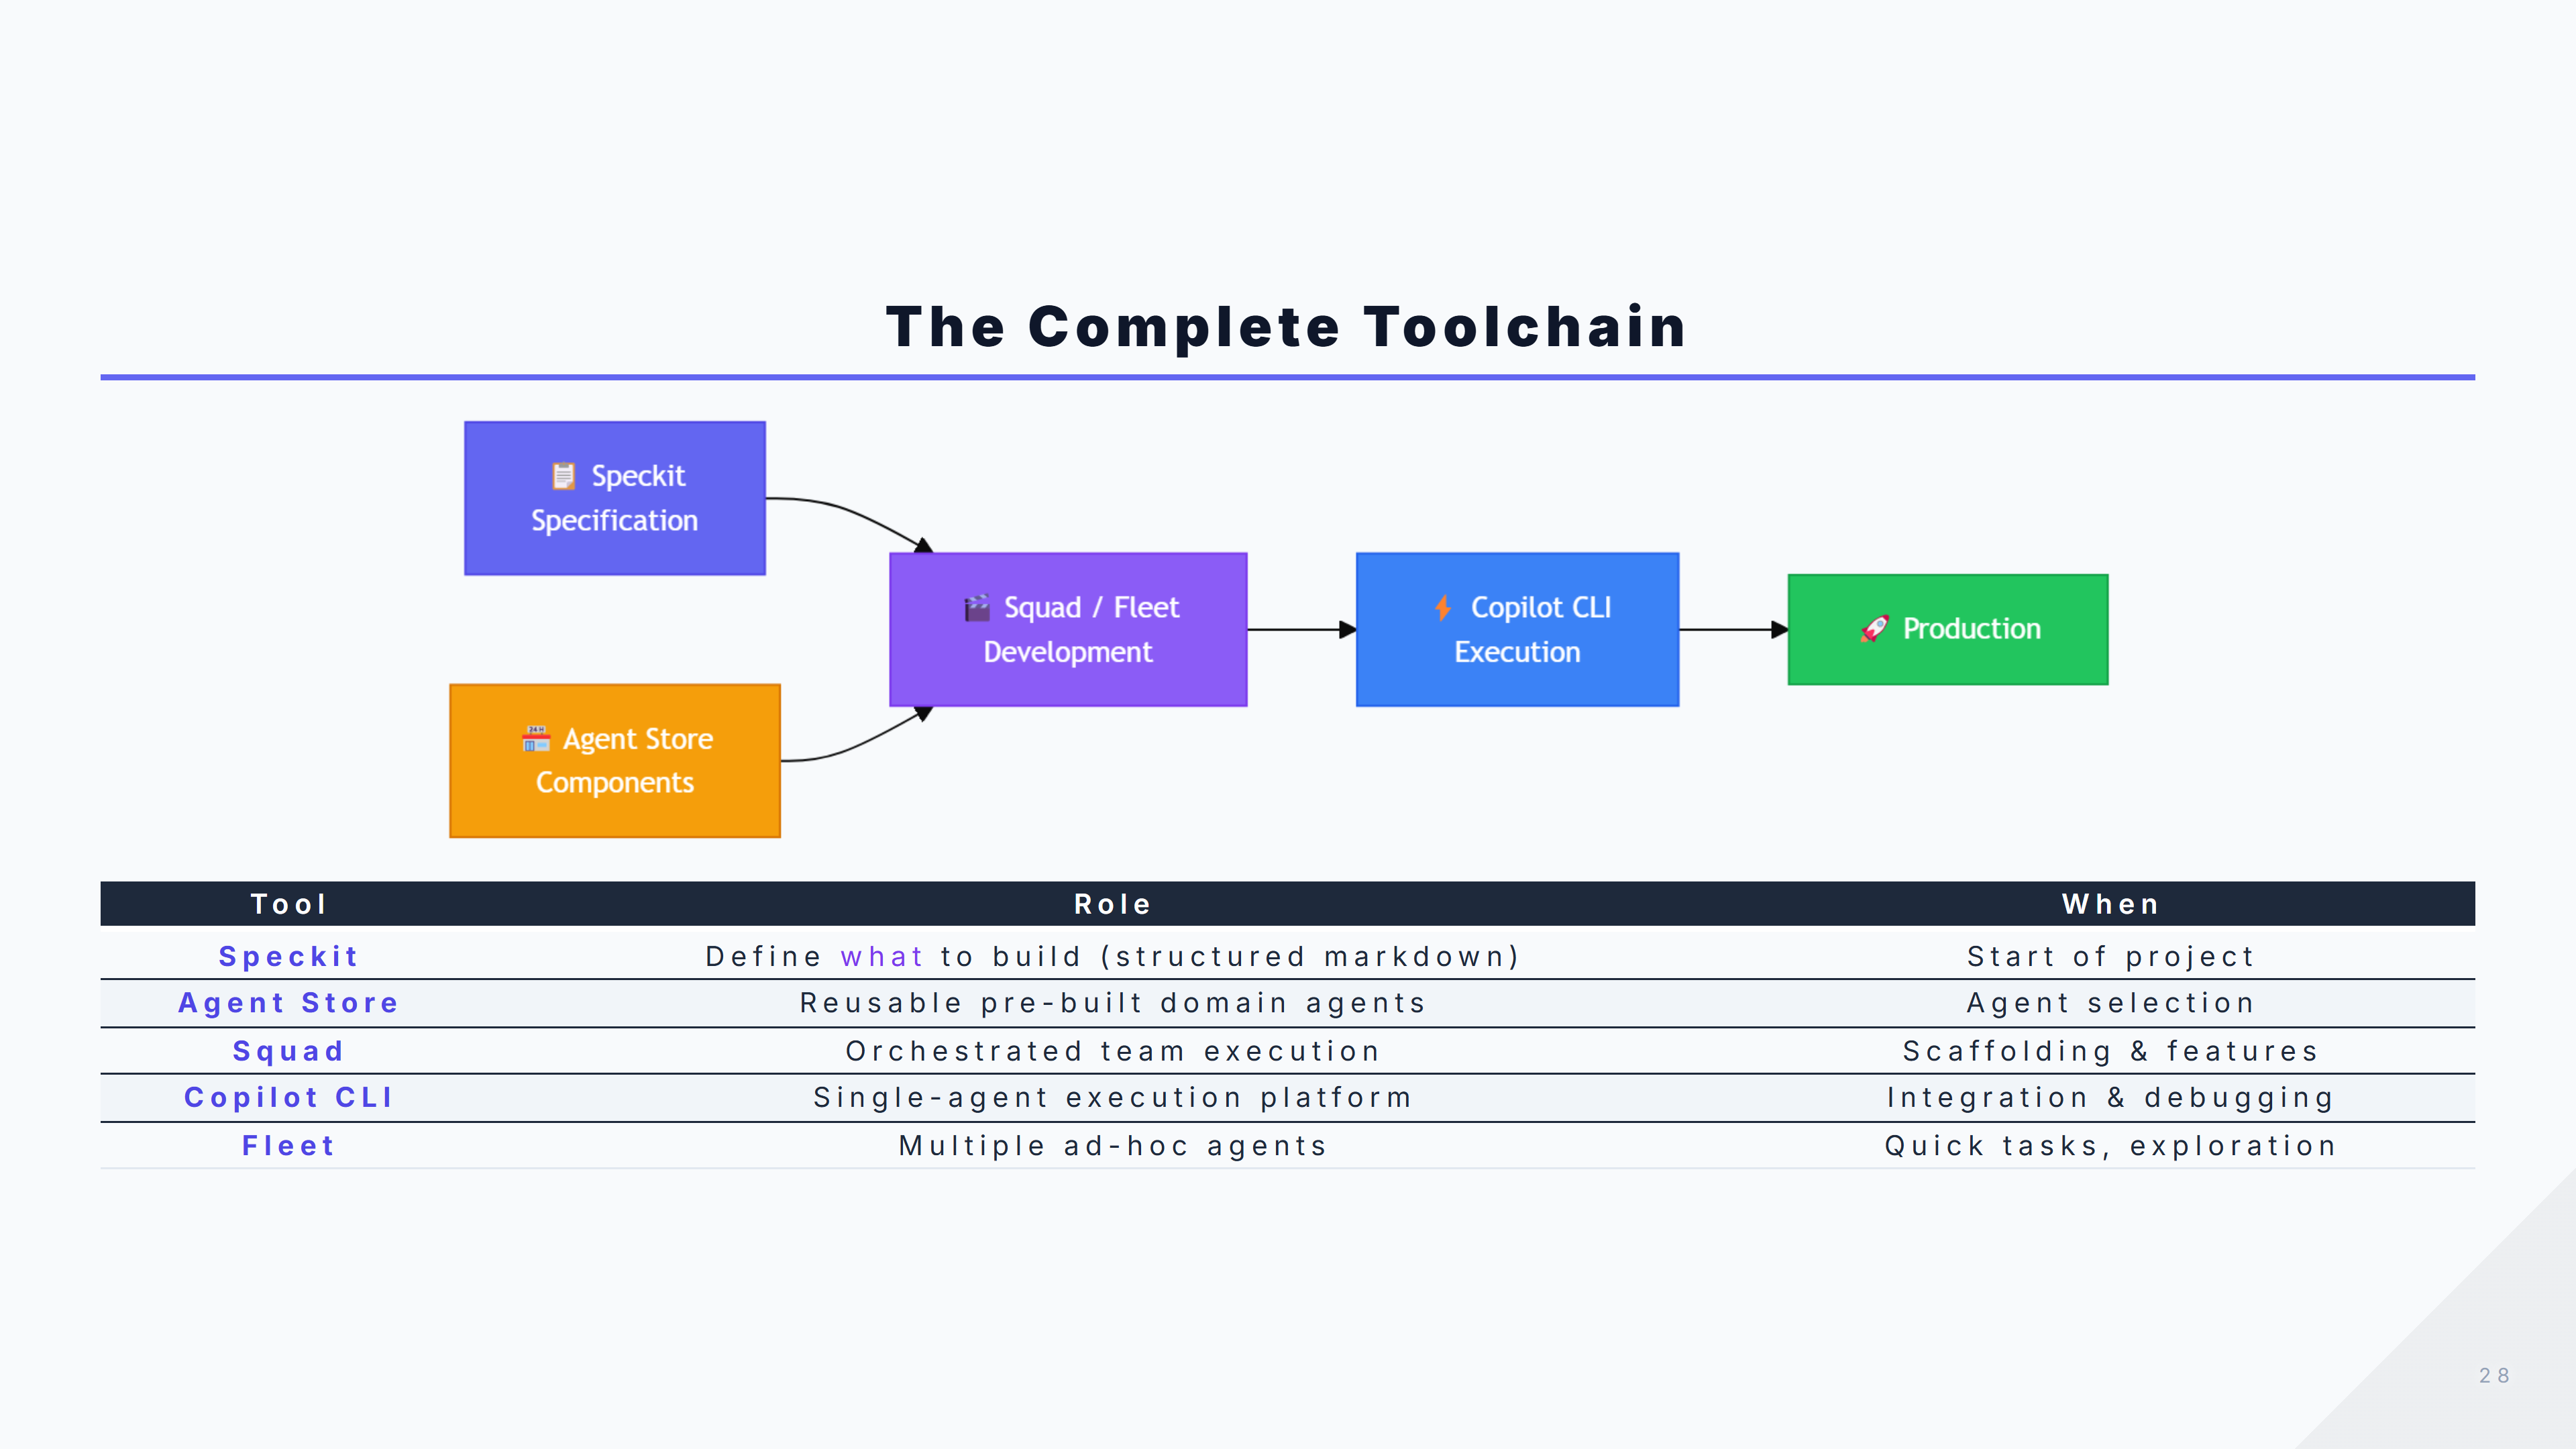 The Complete Toolchain
📋 Speckit
Specification
🏪 Agent Store
Components
🎬 Squad / Fleet
Development
⚡ Copilot CLI
Execution
🚀 Production
Tool Role When
Speckit Define what to build (structured markdown) Start of project
Agent Store Reusable pre-built domain agents Agent selection
Squad Orchestrated team execution Scaffolding & features
Copilot CLI Single-agent execution platform Integration & debugging
Fleet Multiple ad-hoc agents Quick tasks, exploration
28